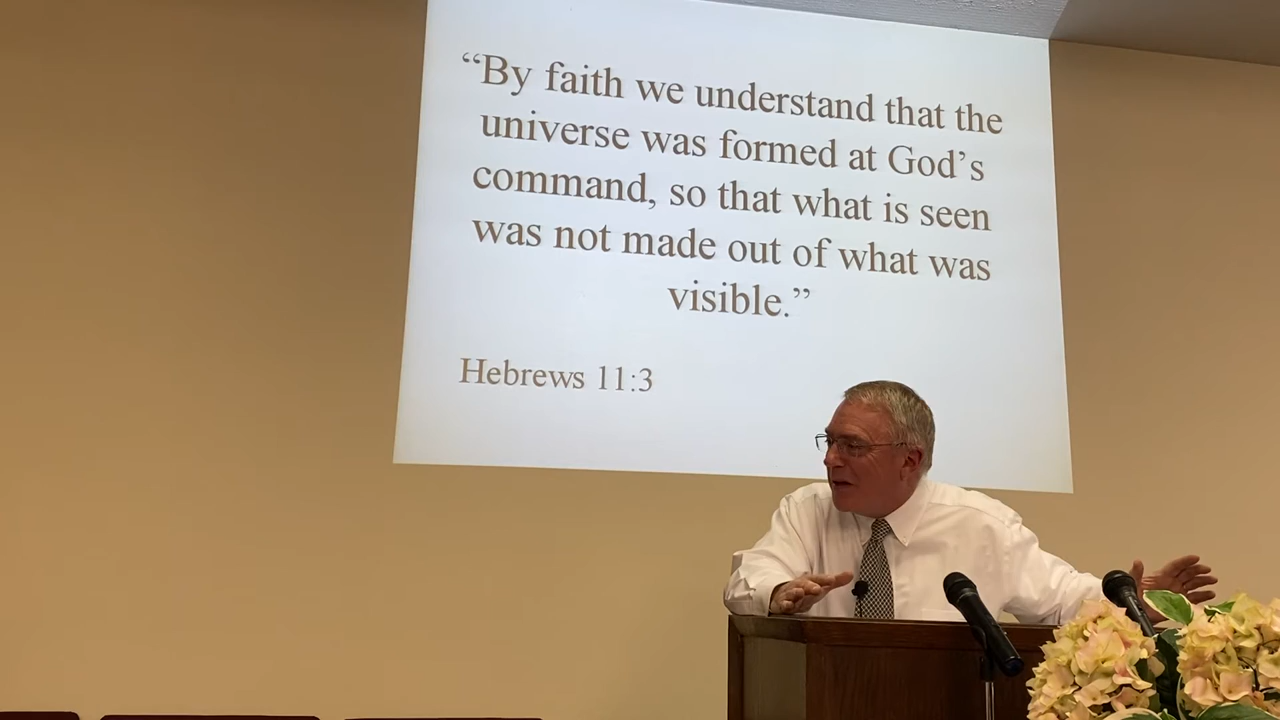 “By faith we understand that the
universe was formed at God’s
command, so that what is seen
was not made out of what was
visible.”
Hebrews 11:3